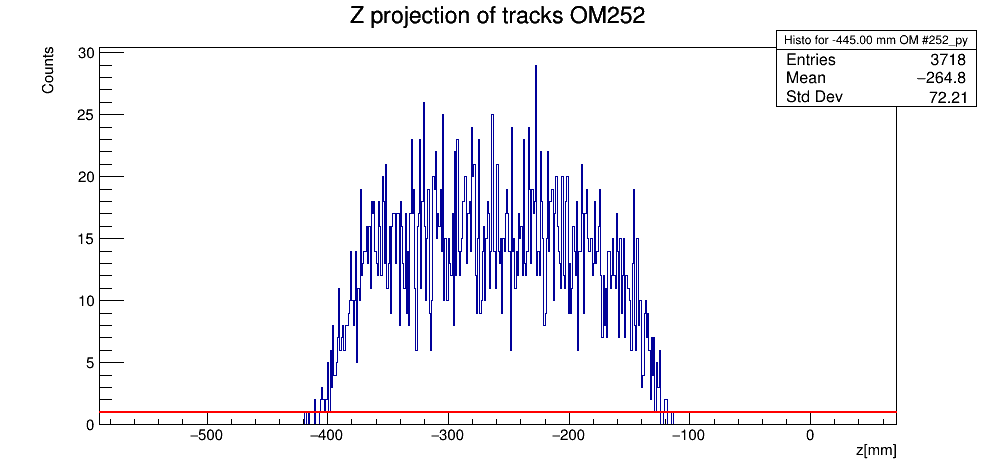 Z projection of tracks OM252
Histo for -445.00 mm OM #252_py
Entries 3718
Mean −264.8
Std Dev 72.21
Counts
30
25
20
15
10
5
0
−500 −400 −300 −200 −100 0
z[mm]